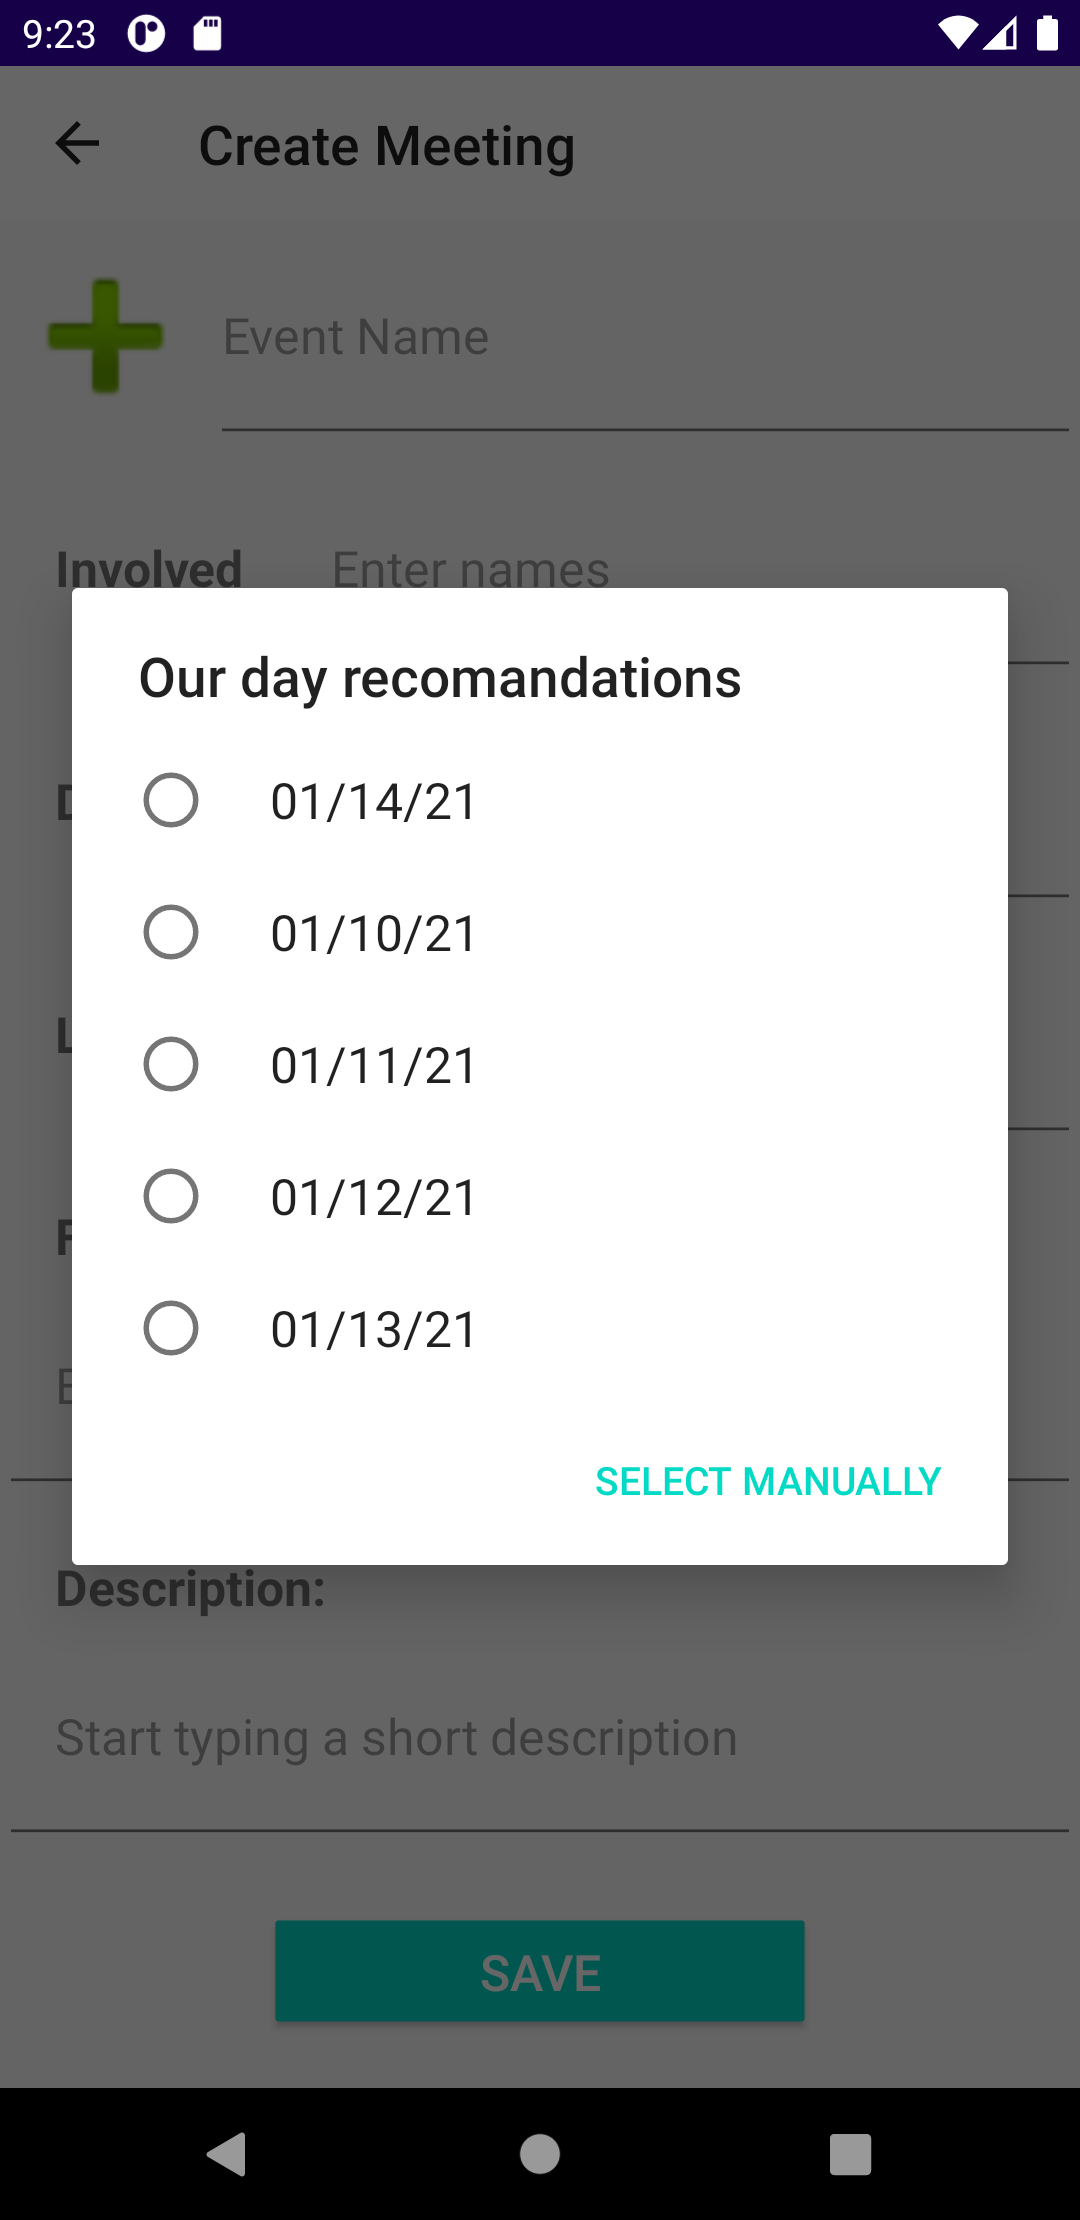 9:23
Create Meeting
Event Name
Involved Enter names
Our day recomandations
01/14/21
01/10/21
01/11/21
01/12/21
01/13/21
SELECT MANUALLY
Description:
Start typing a short description
SAVE